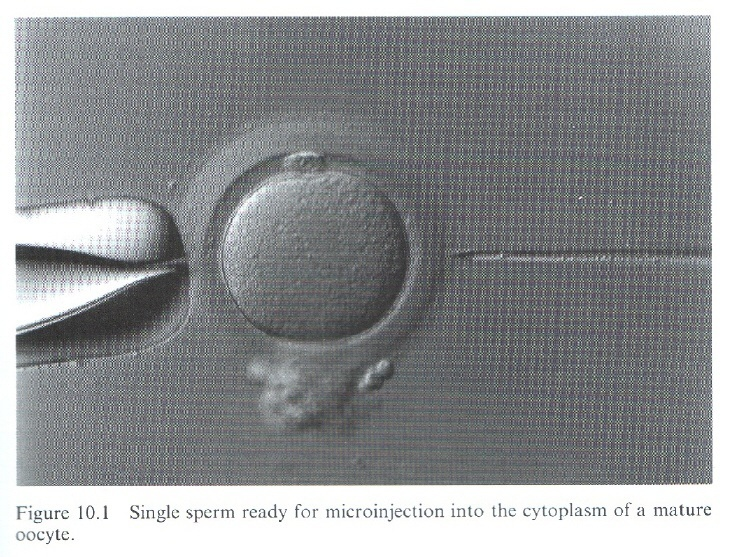 Figure 10.1 Single sperm ready for microinjection into the cytoplasm of a mature
oocyte.